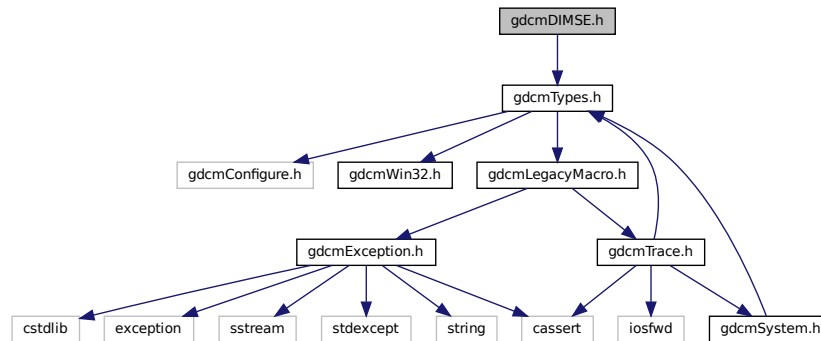 gdcmDIMSE.h
gdcmTypes.h
gdcmConfigure.h
gdcmWin32.h
gdcmLegacyMacro.h
gdcmException.h
gdcmTrace.h
cstdlib
exception
sstream
stdexcept
string
cassert
iosfwd
gdcmSystem.h